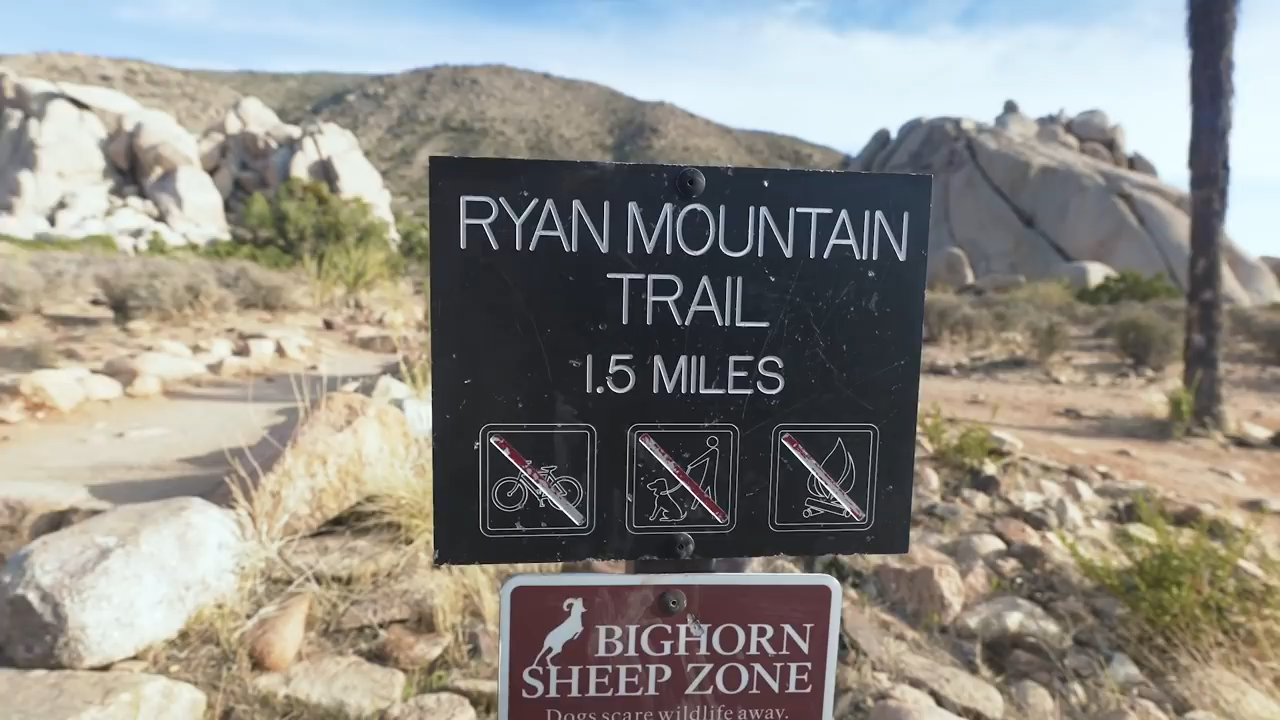 RYAN MOUNTAIN
TRAIL
1.5 MILES
BIGHORN
SHEEP ZONE
Dogs scare wildlife away.